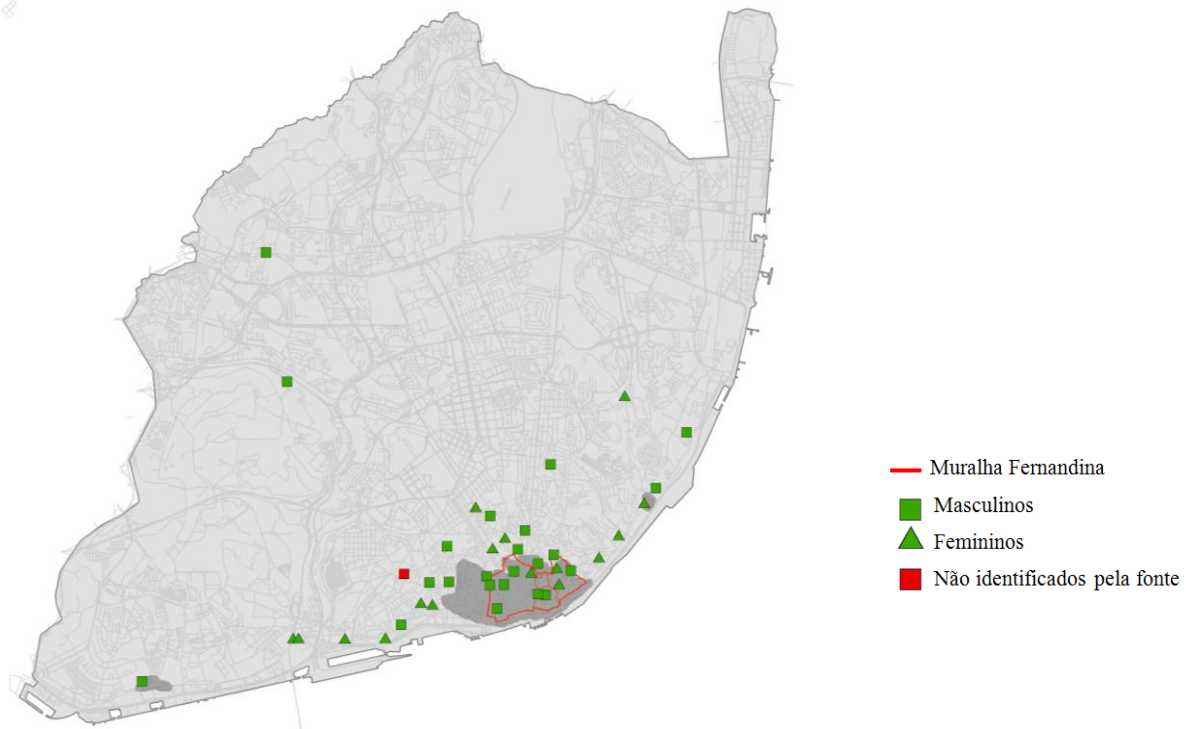 Muralha Fernandina
Masculinos
Femininos
Não identificados pela fonte